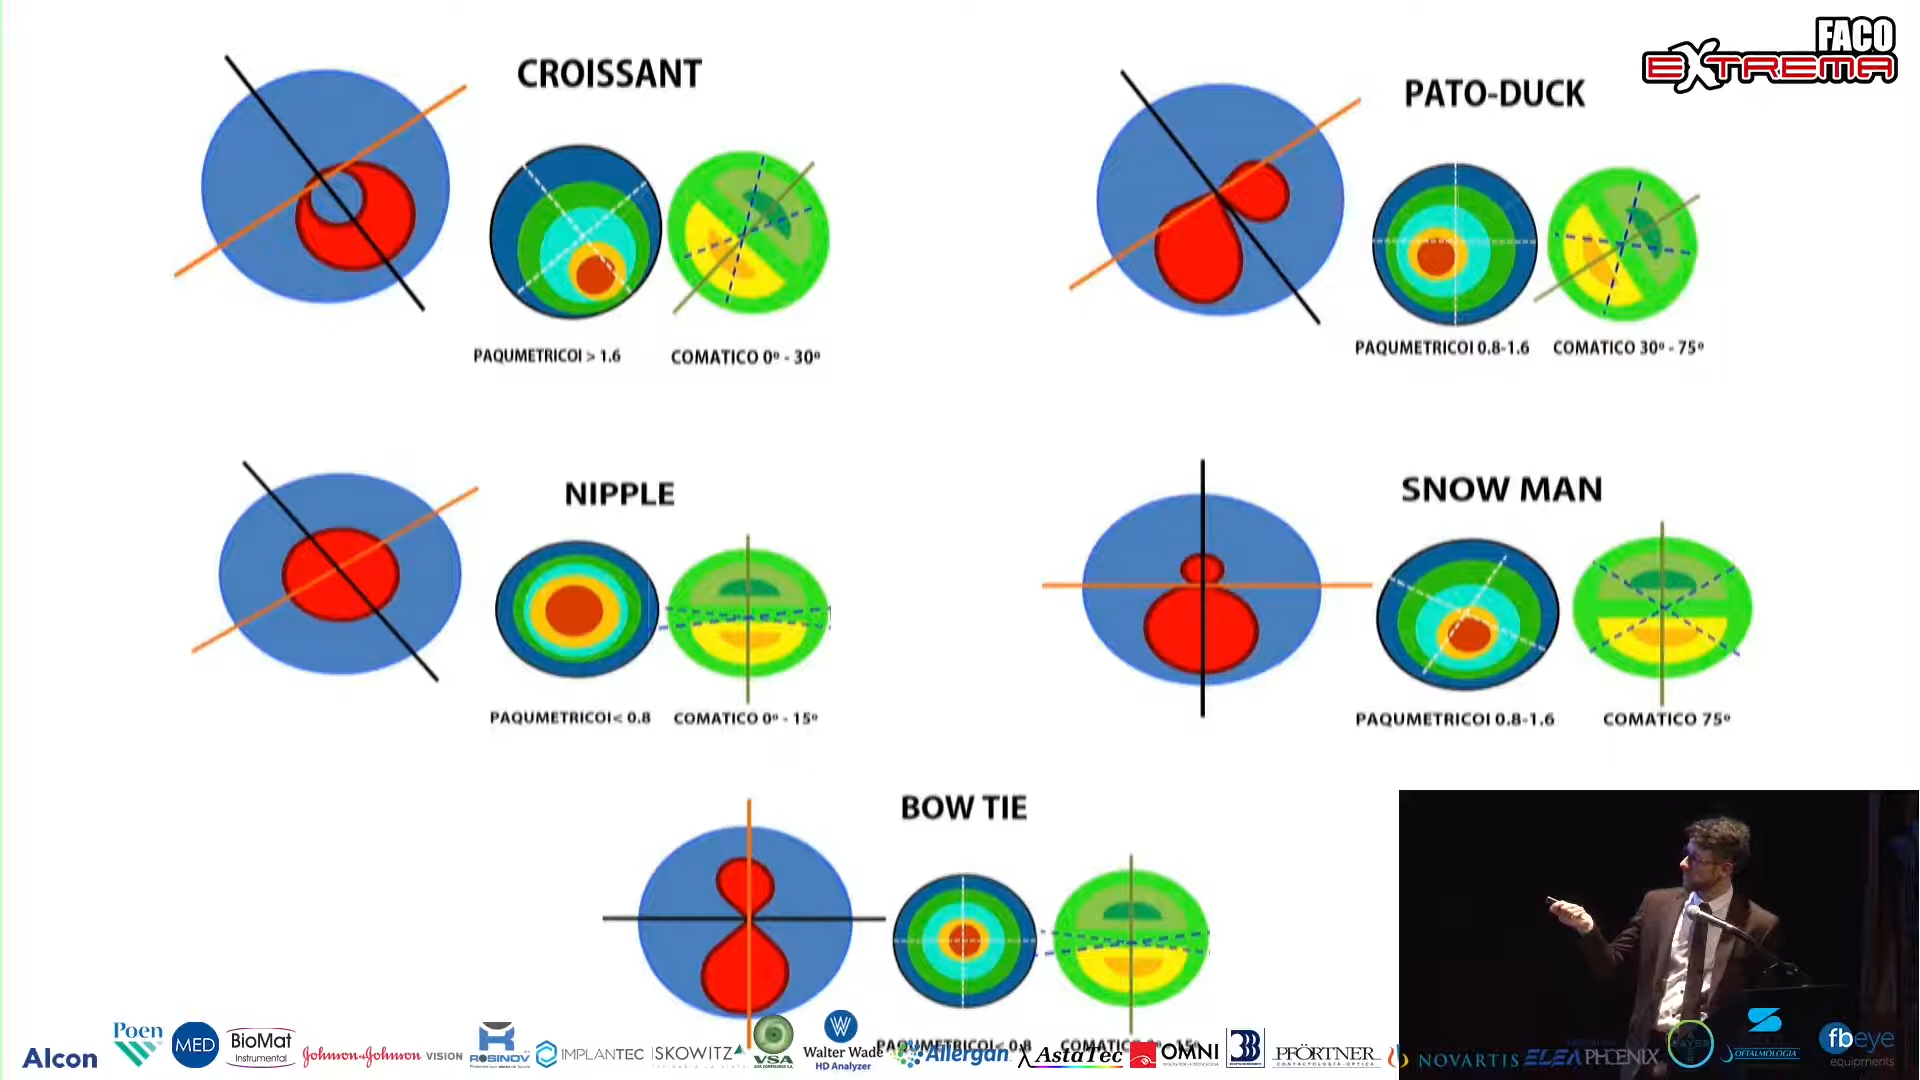 FACO
EXTREMA
CROISSANT
PAQUMETRICOI > 1.6
COMATICO 0º - 30º
PATO-DUCK
PAQUMETRICOI 0.8-1.6
COMATICO 30º - 75º
NIPPLE
PAQUMETRICOI< 0.8
COMATICO 0º - 15º
SNOW MAN
PAQUMETRICOI 0.8-1.6
COMATICO 75º
BOW TIE
PAQUMETRICOI< 0.8
Alcon
Poen
MED
BioMat
Instrumental
Johnson&Johnson VISION
ROSINOV
IMPLANTEC
ISKOWITZ
VSA
Walter Wade
HD Analyzer
Allergan
AstaTec
OMNI
PFÖRTNER
CONTACTOLOGIA-OPTICA
NOVARTIS
ELEA PHOENIX
OFTALMOLOGIA
fbeye
equipments